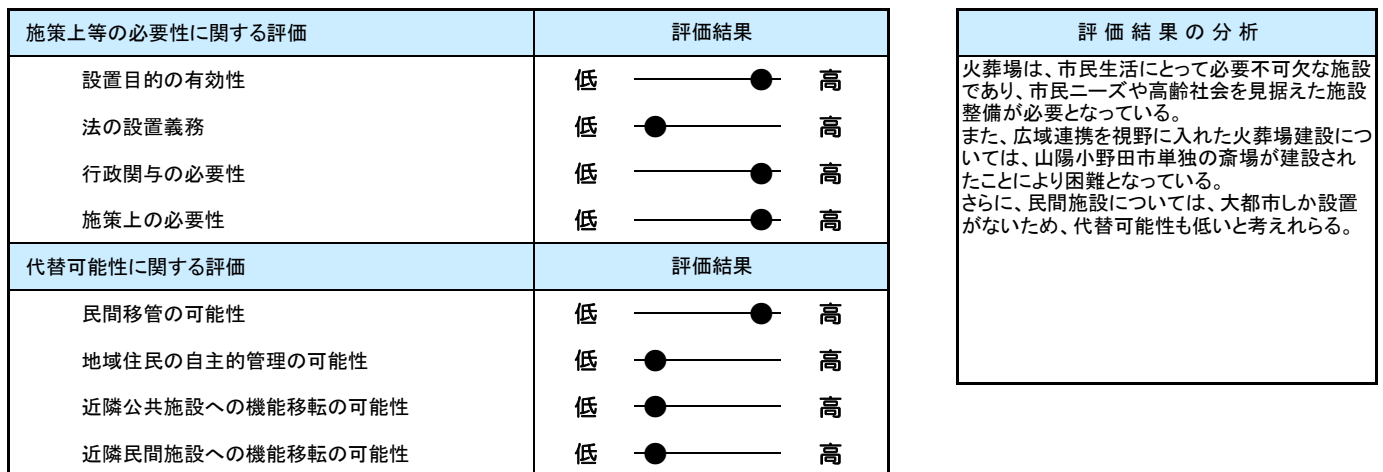 施策上等の必要性に関する評価 評価結果
設置目的の有効性 低 高
法の設置義務 低 高
行政関与の必要性 低 高
施策上の必要性 低 高
代替可能性に関する評価 評価結果
民間移管の可能性 低 高
地域住民の自主的管理の可能性 低 高
近隣公共施設への機能移転の可能性 低 高
近隣民間施設への機能移転の可能性 低 高
評価結果の分析
火葬場は、市民生活にとって必要不可欠な施設
であり、市民ニーズや高齢社会を見据えた施設
整備が必要となっている。
また、広域連携を視野に入れた火葬場建設につ
いては、山陽小野田市単独の斎場が建設され
たことにより困難となっている。
さらに、民間施設については、大都市しか設置
がないため、代替可能性も低いと考えれらる。